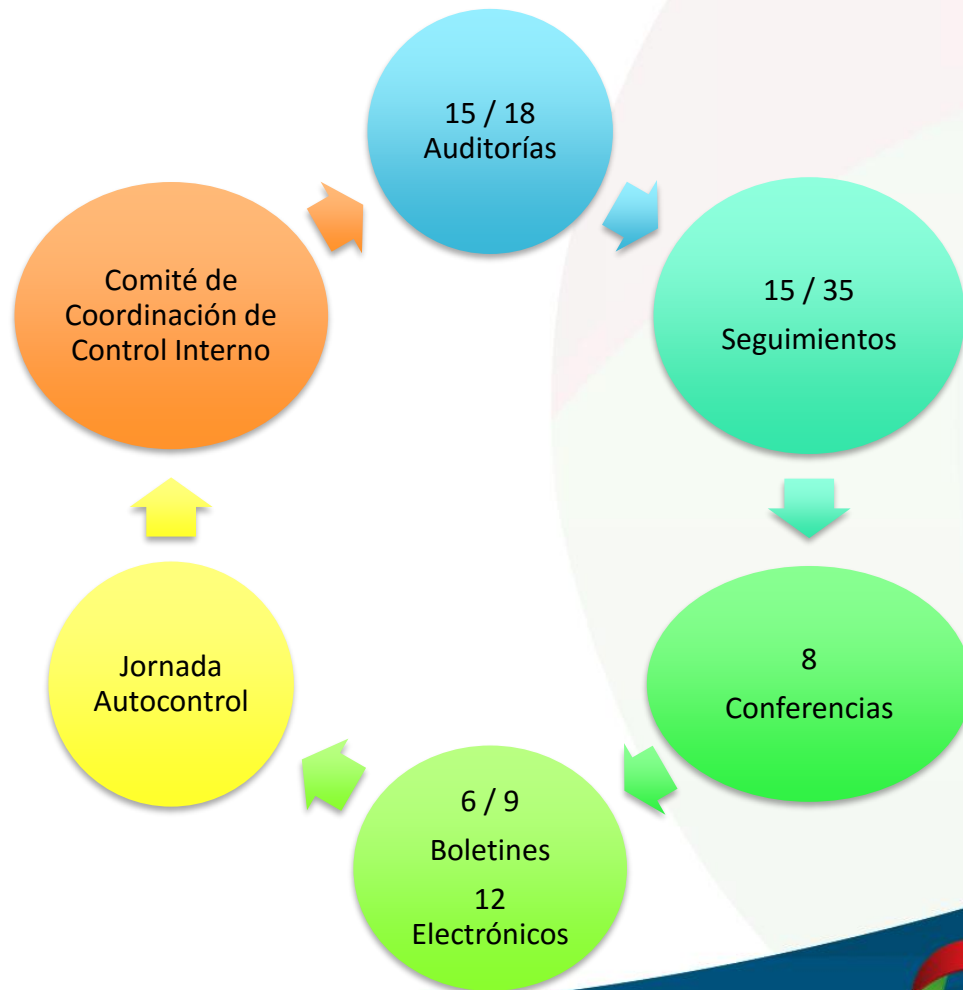 15 / 18
Auditorías
15 / 35
Seguimientos
8
Conferencias
6 / 9
Boletines
12
Electrónicos
Jornada
Autocontrol
Comité de
Coordinación de
Control Interno